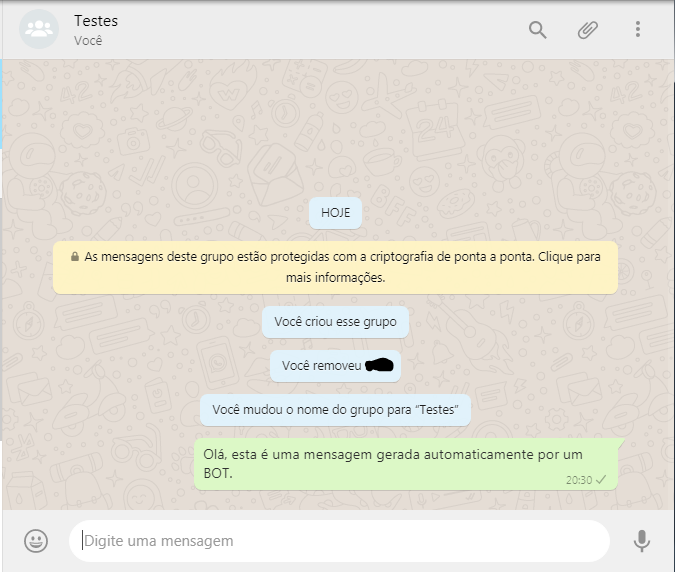 Testes
Você
HOJE
As mensagens deste grupo estão protegidas com a criptografia de ponta a ponta. Clique para
mais informações.
Você criou esse grupo
Você removeu
Você mudou o nome do grupo para “Testes”
Olá, esta é uma mensagem gerada automaticamente por um
BOT.
20:30
Digite uma mensagem